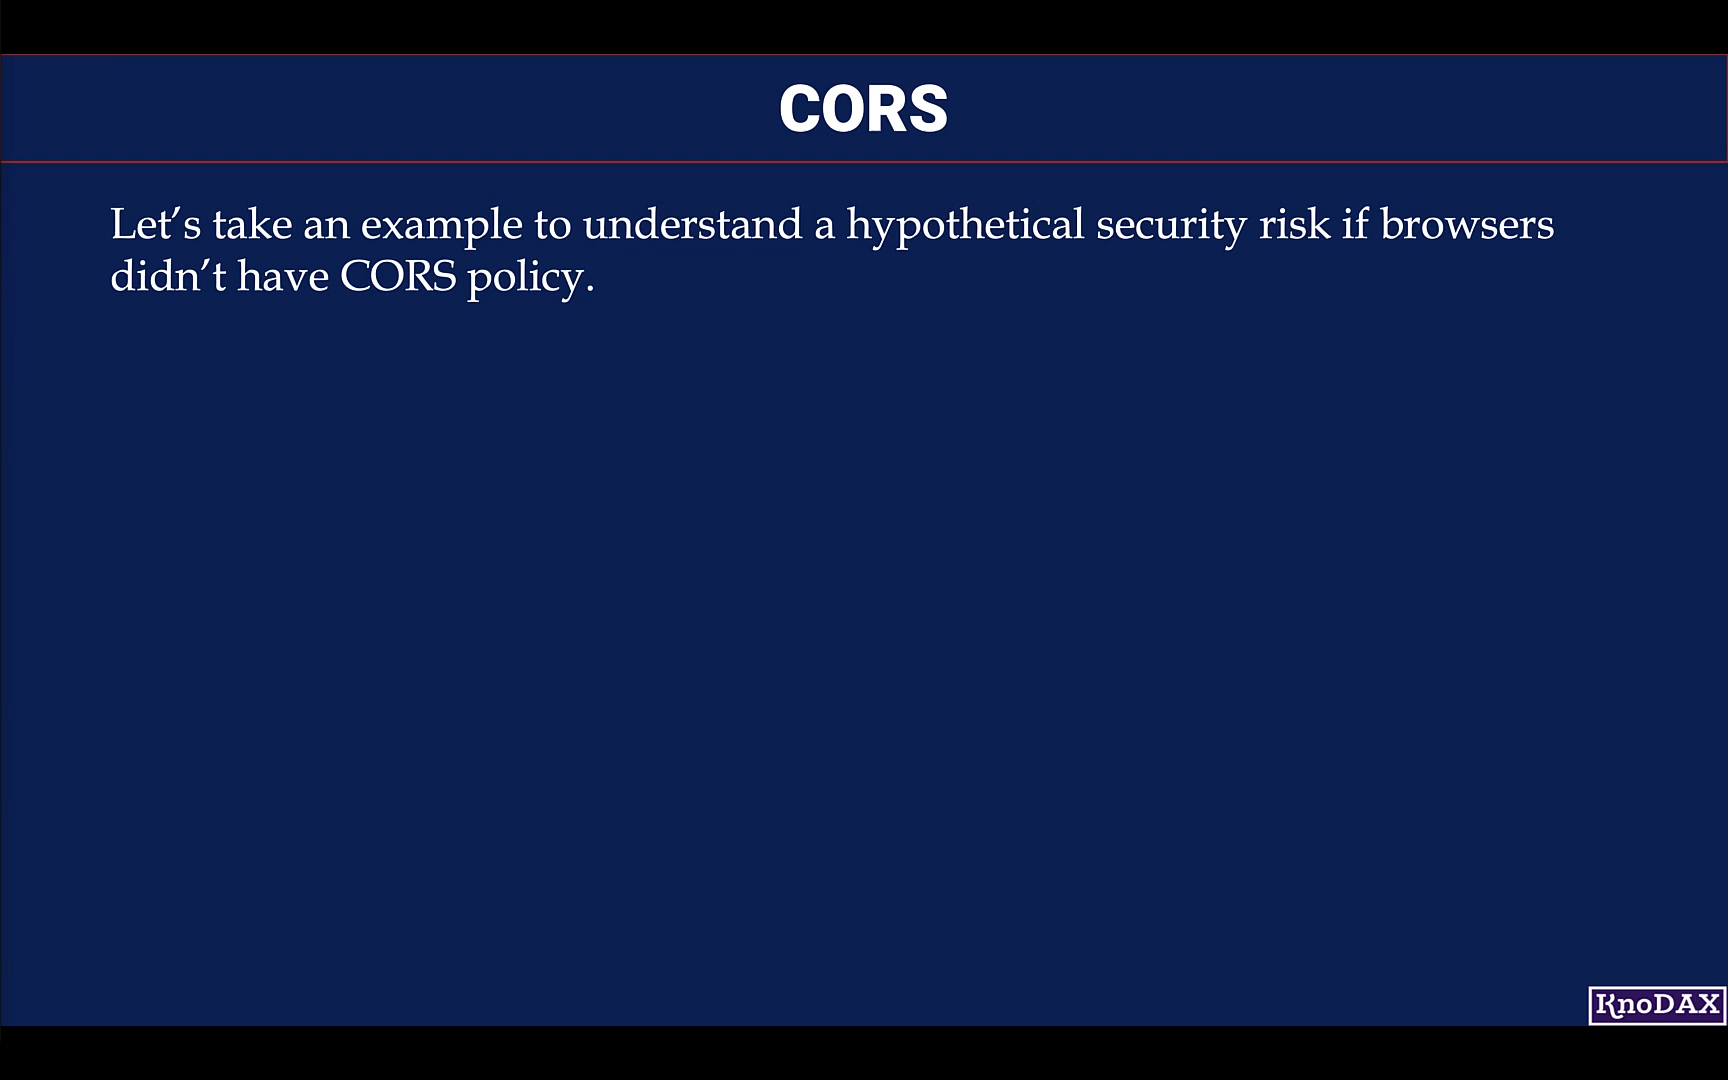 CORS
Let’s take an example to understand a hypothetical security risk if browsers
didn’t have CORS policy.
KnoDAX